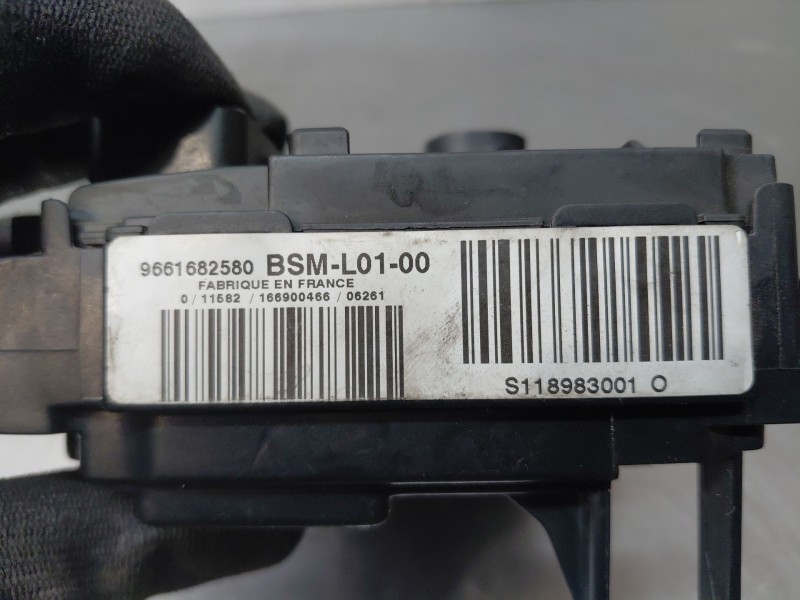 9661682580 BSM-L01-00
FABRIQUE EN FRANCE
0 / 11582 / 166900466 / 06261
S118983001 O